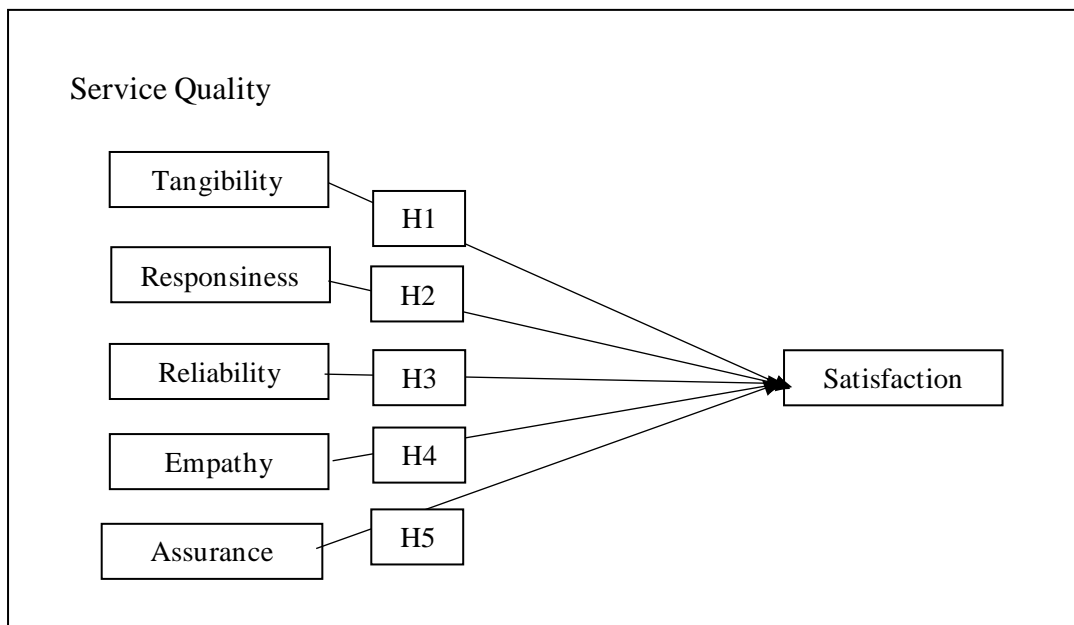 Service Quality
Tangibility
H1
Responsiness
H2
Reliability
H3
Satisfaction
Empathy
H4
Assurance
H5